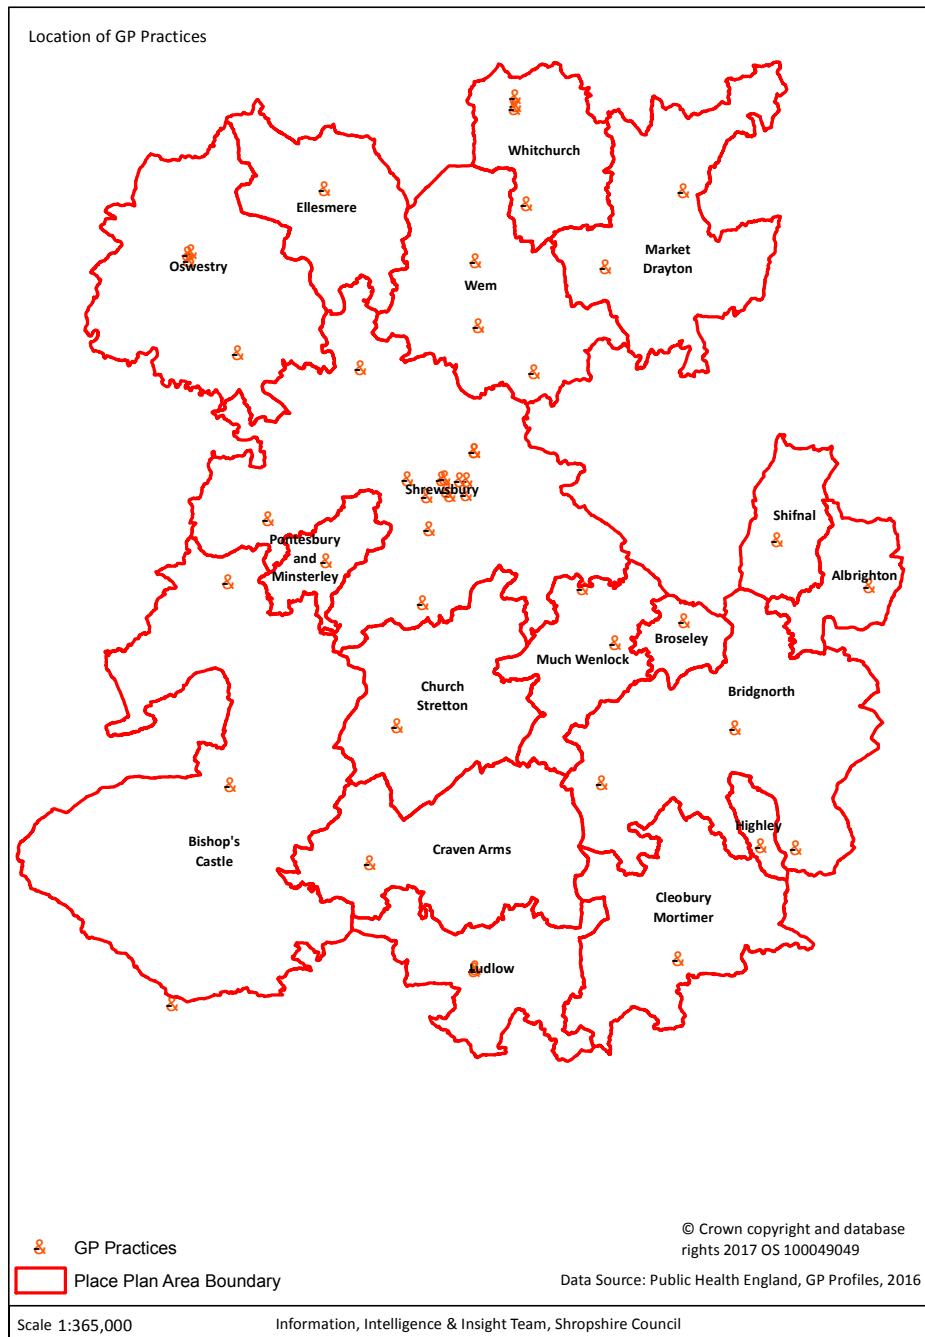 Location of GP Practices
Whitchurch
Ellesmere
Market
Drayton
Oswestry
Wem
Shrewsbury
Shifnal
Pontesbury
and
Minsterley
Albrighton
Broseley
Much Wenlock
Church
Stretton
Bridgnorth
Highley
Bishop's
Castle
Craven Arms
Cleobury
Mortimer
Ludlow
GP Practices
Place Plan Area Boundary
© Crown copyright and database
rights 2017 OS 100049049
Data Source: Public Health England, GP Profiles, 2016
Scale 1:365,000
Information, Intelligence & Insight Team, Shropshire Council